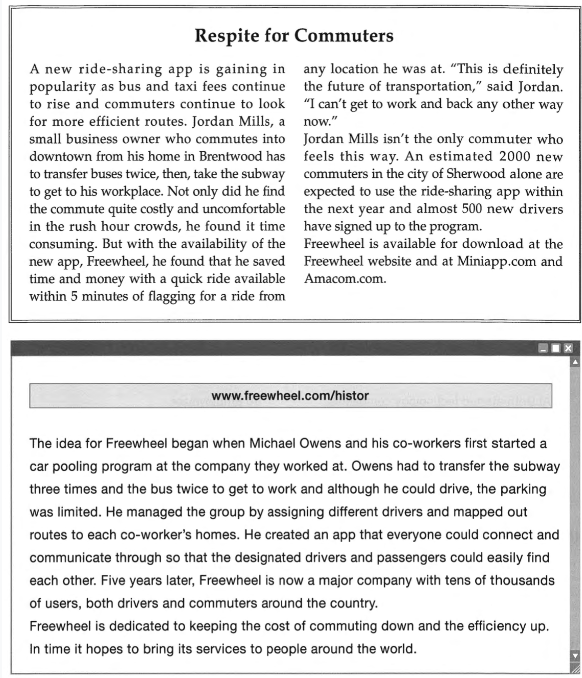 Respite for Commuters
A new ride-sharing app is gaining in
popularity as bus and taxi fees continue
to rise and commuters continue to look
for more efficient routes. Jordan Mills, a
small business owner who commutes into
downtown from his home in Brentwood has
to transfer buses twice, then, take the subway
to get to his workplace. Not only did he find
the commute quite costly and uncomfortable
in the rush hour crowds, he found it time
consuming. But with the availability of the
new app, Freewheel, he found that he saved
time and money with a quick ride available
within 5 minutes of flagging for a ride from
any location he was at. “This is definitely
the future of transportation,” said Jordan.
“I can’t get to work and back any other way
now.”
Jordan Mills isn’t the only commuter who
feels this way. An estimated 2000 new
commuters in the city of Sherwood alone are
expected to use the ride-sharing app within
the next year and almost 500 new drivers
have signed up to the program.
Freewheel is available for download at the
Freewheel website and at Miniapp.com and
Amacom.com.
www.freewheel.com/histor
The idea for Freewheel began when Michael Owens and his co-workers first started a
car pooling program at the company they worked at. Owens had to transfer the subway
three times and the bus twice to get to work and although he could drive, the parking
was limited. He managed the group by assigning different drivers and mapped out
routes to each co-worker’s homes. He created an app that everyone could connect and
communicate through so that the designated drivers and passengers could easily find
each other. Five years later, Freewheel is now a major company with tens of thousands
of users, both drivers and commuters around the country.
Freewheel is dedicated to keeping the cost of commuting down and the efficiency up.
In time it hopes to bring its services to people around the world.